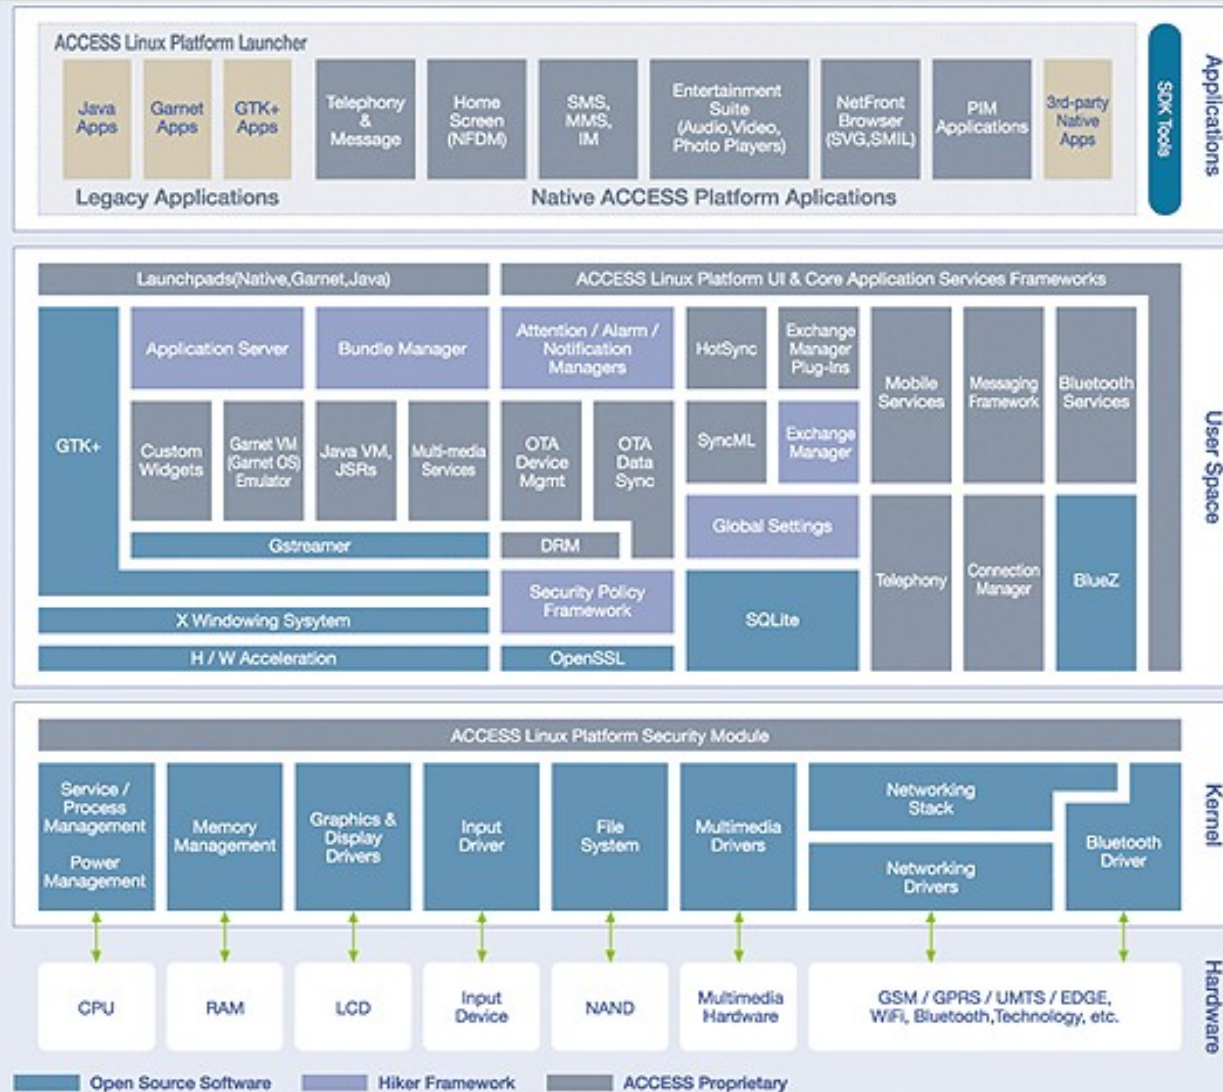 ACCESS Linux Platform Launcher
Java
Apps
Garnet
Apps
GTK+
Apps
Telephony
&
Message
Home
Screen
(NFDM)
SMS,
MMS,
IM
Entertainment
Suite
(Audio,Video,
Photo Players)
NetFront
Browser
(SVG,SMIL)
PIM
Applications
3rd-party
Native
Apps
Legacy Applications
Native ACCESS Platform Aplications
SDK Tools
Applications
Launchpads(Native,Garnet,Java)
ACCESS Linux Platform UI & Core Application Services Frameworks
GTK+
Application Server
Bundle Manager
Attention / Alarm /
Notification
Managers
HotSync
Exchange
Manager
Plug-Ins
Mobile
Services
Messaging
Framework
Bluetooth
Services
Custom
Widgets
Garnet VM
(Garnet OS)
Emulator
Java VM,
JSRs
Multi-media
Services
OTA
Device
Mgmt
OTA
Data
Sync
SyncML
Exchange
Manager
Gstreamer
DRM
Global Settings
Security Policy
Framework
SQLite
Telephony
Connection
Manager
BlueZ
X Windowing Sysytem
H / W Acceleration
OpenSSL
User Space
ACCESS Linux Platform Security Module
Service /
Process
Management
Power
Management
Memory
Management
Graphics &
Display
Drivers
Input
Driver
File
System
Multimedia
Drivers
Networking
Stack
Networking
Drivers
Bluetooth
Driver
Kernel
CPU
RAM
LCD
Input
Device
NAND
Multimedia
Hardware
GSM / GPRS / UMTS / EDGE,
WiFi, Bluetooth,Technology, etc.
Hardware
Open Source Software
Hiker Framework
ACCESS Proprietary